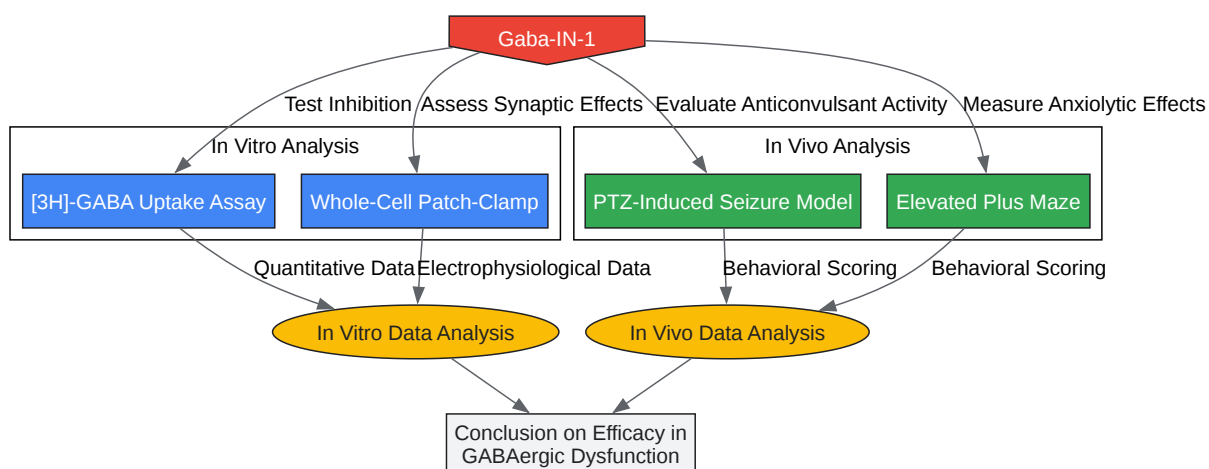 Gaba-IN-1
Test Inhibition
Assess Synaptic Effects
Evaluate Anticonvulsant Activity
Measure Anxiolytic Effects
In Vitro Analysis
In Vivo Analysis
[3H]-GABA Uptake Assay
Whole-Cell Patch-Clamp
PTZ-Induced Seizure Model
Elevated Plus Maze
Quantitative Data
Electrophysiological Data
Behavioral Scoring
Behavioral Scoring
In Vitro Data Analysis
In Vivo Data Analysis
Conclusion on Efficacy in
GABAergic Dysfunction